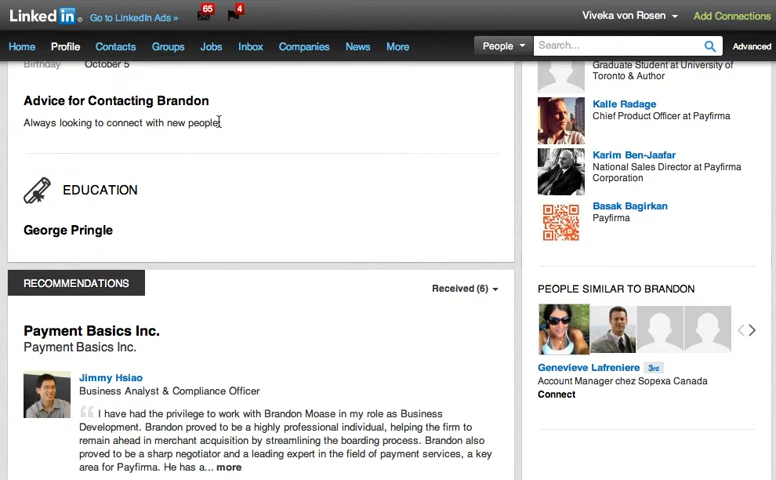 Linked in. Go to LinkedIn Ads » 65 4 Viveka von Rosen Add Connections
Home Profile Contacts Groups Jobs Inbox Companies News More People Search... Advanced
Birthday October 5
Advice for Contacting Brandon
Always looking to connect with new people.
EDUCATION
George Pringle
RECOMMENDATIONS
Received (6)
Payment Basics Inc.
Payment Basics Inc.
Jimmy Hsiao
Business Analyst & Compliance Officer
I have had the privilege to work with Brandon Moase in my role as Business
Development. Brandon proved to be a highly professional individual, helping the firm to
remain ahead in merchant acquisition by streamlining the boarding process. Brandon also
proved to be a sharp negotiator and a leading expert in the field of payment services, a key
area for Payfirma. He has a... more
Graduate Student at University of
Toronto & Author
Kalle Radage
Chief Product Officer at Payfirma
Karim Ben-Jaafar
National Sales Director at Payfirma
Corporation
Basak Bagirkan
Payfirma
PEOPLE SIMILAR TO BRANDON
Genevieve Lafreniere 3rd
Account Manager chez Sopexa Canada
Connect